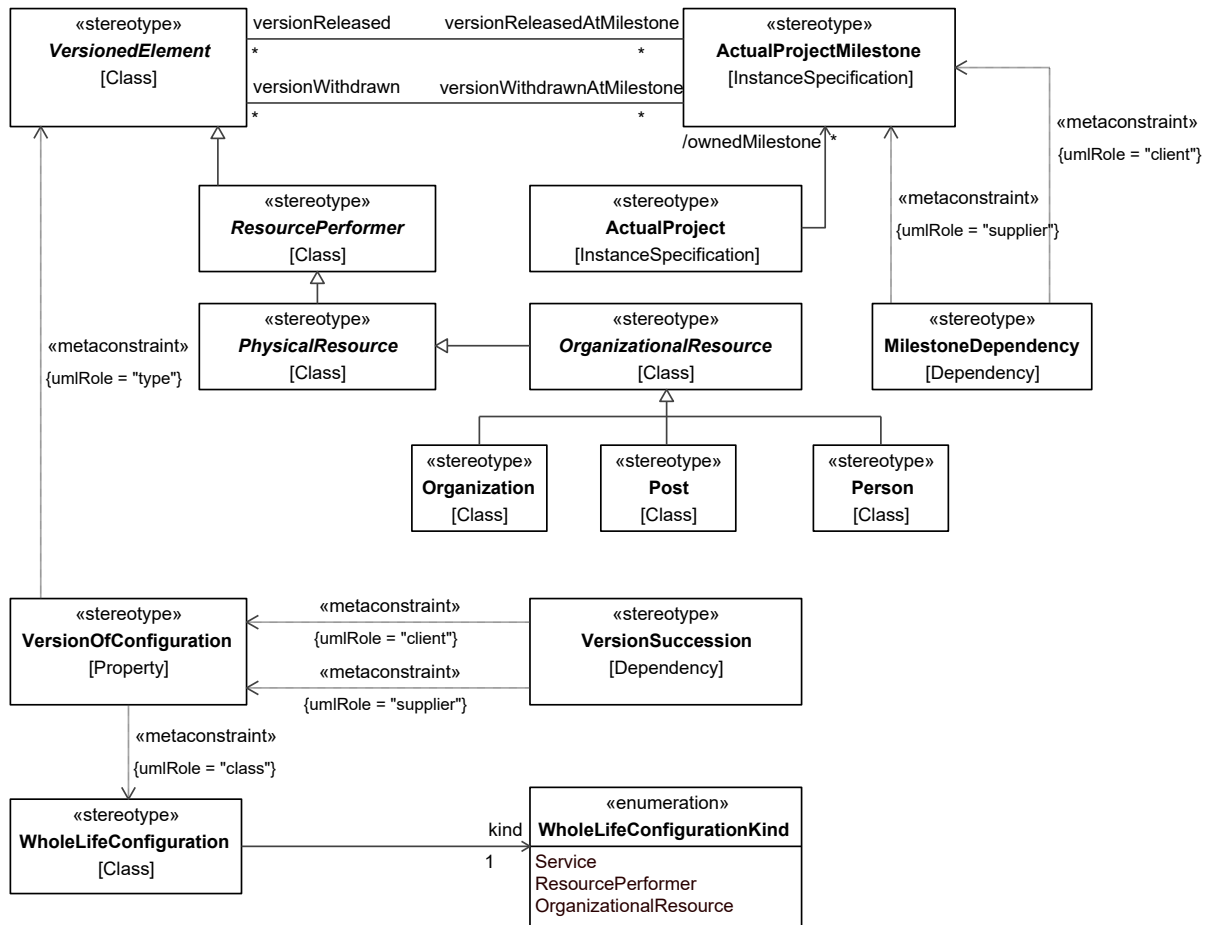 «stereotype»
VersionedElement
[Class]
versionReleased
*
versionReleasedAtMilestone
*
versionWithdrawn
*
versionWithdrawnAtMilestone
*
«stereotype»
ActualProjectMilestone
[InstanceSpecification]
/ownedMilestone
*
«metaconstraint»
{umlRole = "client"}
«metaconstraint»
{umlRole = "supplier"}
«stereotype»
ResourcePerformer
[Class]
«stereotype»
ActualProject
[InstanceSpecification]
«metaconstraint»
{umlRole = "type"}
«stereotype»
PhysicalResource
[Class]
«stereotype»
OrganizationalResource
[Class]
«stereotype»
MilestoneDependency
[Dependency]
«stereotype»
Organization
[Class]
«stereotype»
Post
[Class]
«stereotype»
Person
[Class]
«stereotype»
VersionOfConfiguration
[Property]
«metaconstraint»
{umlRole = "client"}
«metaconstraint»
{umlRole = "supplier"}
«stereotype»
VersionSuccession
[Dependency]
«metaconstraint»
{umlRole = "class"}
«stereotype»
WholeLifeConfiguration
[Class]
kind
1
«enumeration»
WholeLifeConfigurationKind
Service
ResourcePerformer
OrganizationalResource